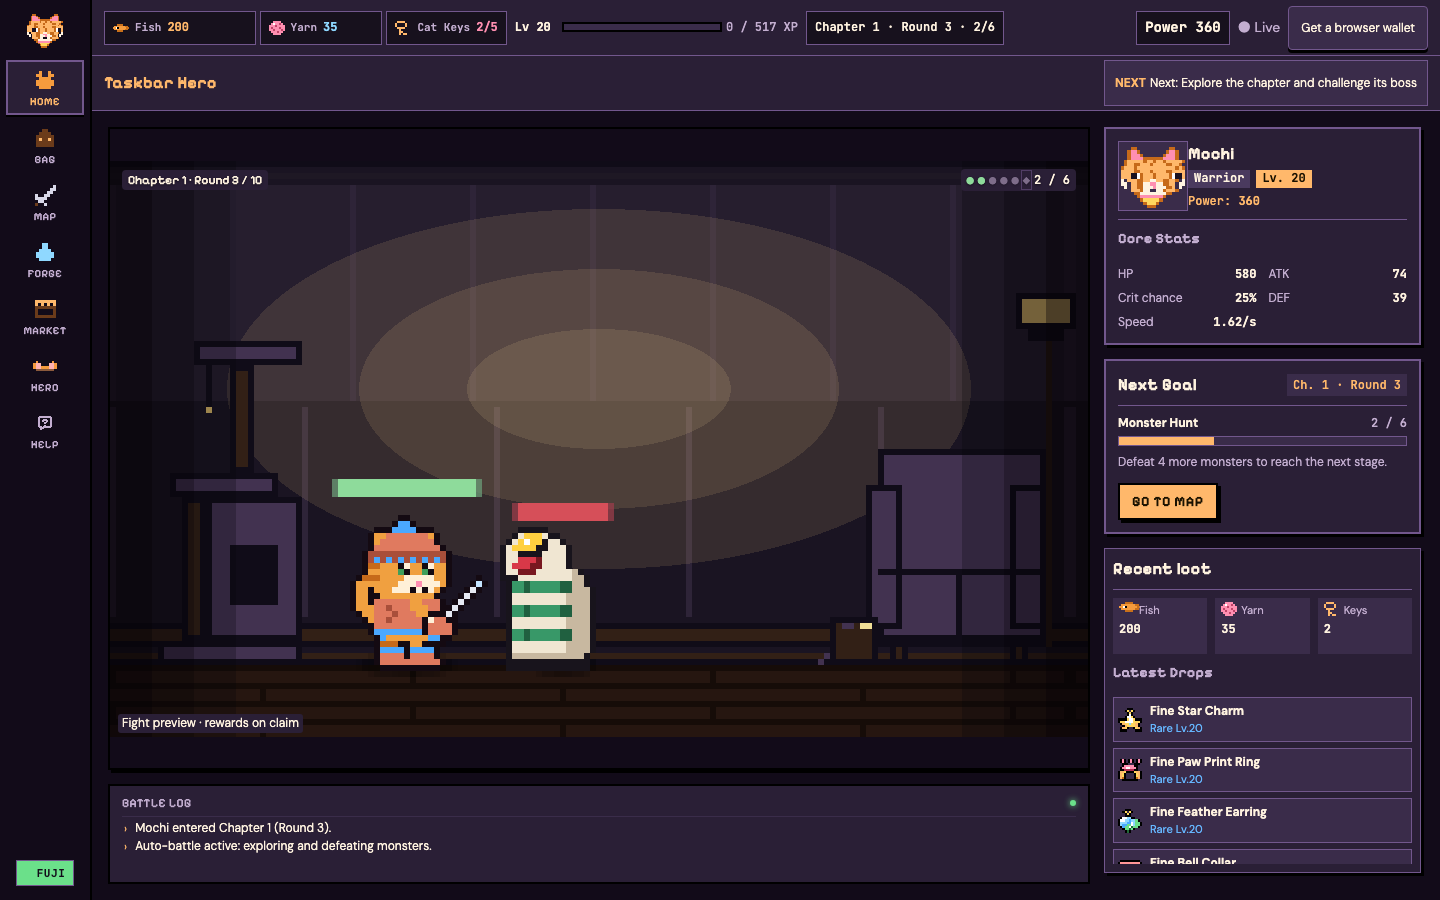 Fish 200
Yarn 35
Cat Keys 2/5
Lv 20
0 / 517 XP
Chapter 1 · Round 3 · 2/6
Power 360
Live
Get a browser wallet
HOME
BAG
MAP
FORGE
MARKET
HERO
HELP
FUJI
Taskbar Hero
NEXT Next: Explore the chapter and challenge its boss
Chapter 1 · Round 3 / 10
2 / 6
Fight preview · rewards on claim
BATTLE LOG
› Mochi entered Chapter 1 (Round 3).
› Auto-battle active: exploring and defeating monsters.
Mochi
Warrior Lv. 20
Power: 360
Core Stats
HP 580 ATK 74
Crit chance 25% DEF 39
Speed 1.62/s
Next Goal Ch. 1 · Round 3
Monster Hunt 2 / 6
Defeat 4 more monsters to reach the next stage.
GO TO MAP
Recent loot
Fish
200
Yarn
35
Keys
2
Latest Drops
Fine Star Charm
Rare Lv.20
Fine Paw Print Ring
Rare Lv.20
Fine Feather Earring
Rare Lv.20
Fine Bell Collar